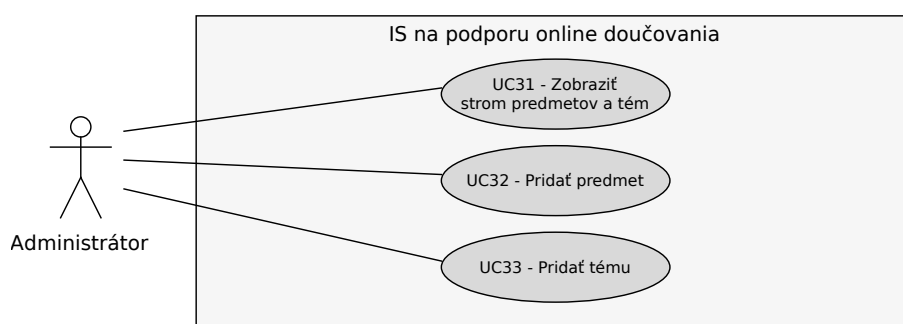 IS na podporu online doučovania
UC31 - Zobraziť
strom predmetov a tém
UC32 - Pridať predmet
Administrátor
UC33 - Pridať tému